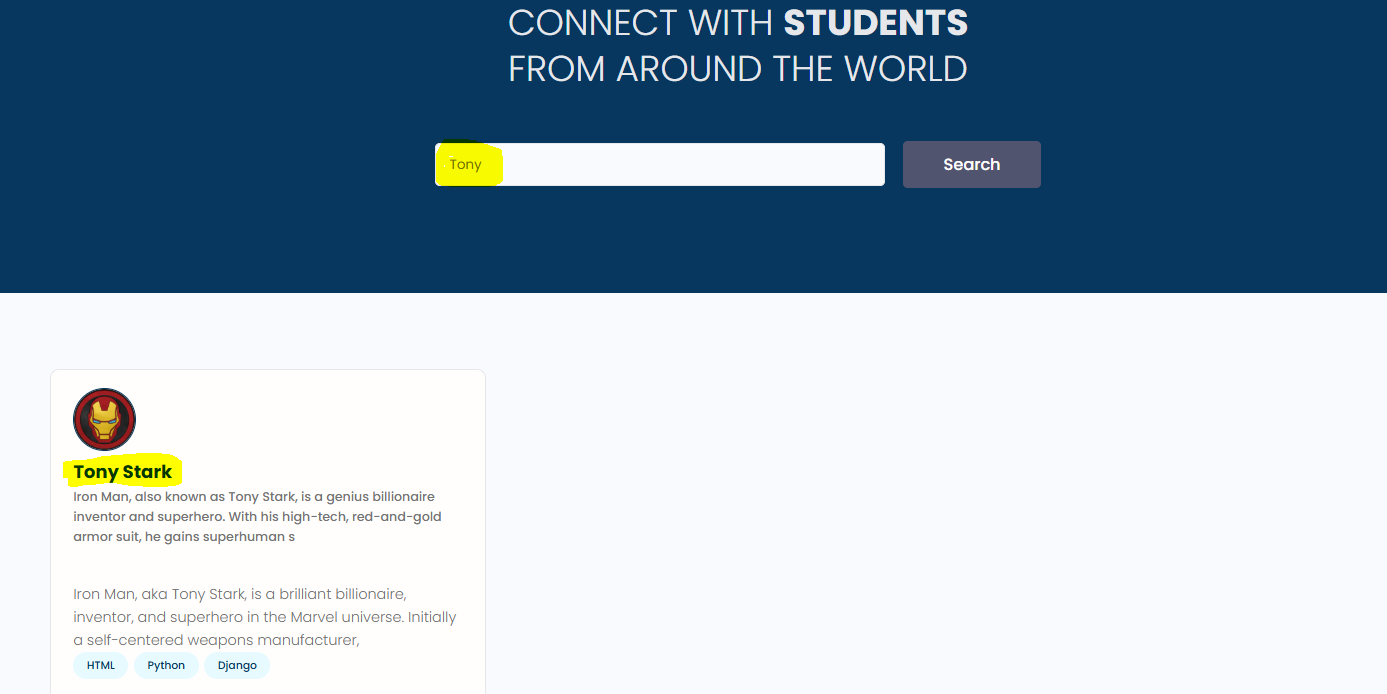 CONNECT WITH STUDENTS
FROM AROUND THE WORLD
Tony
Search
Tony Stark
Iron Man, also known as Tony Stark, is a genius billionaire
inventor and superhero. With his high-tech, red-and-gold
armor suit, he gains superhuman s
Iron Man, aka Tony Stark, is a brilliant billionaire,
inventor, and superhero in the Marvel universe. Initially
a self-centered weapons manufacturer,
HTML Python Django